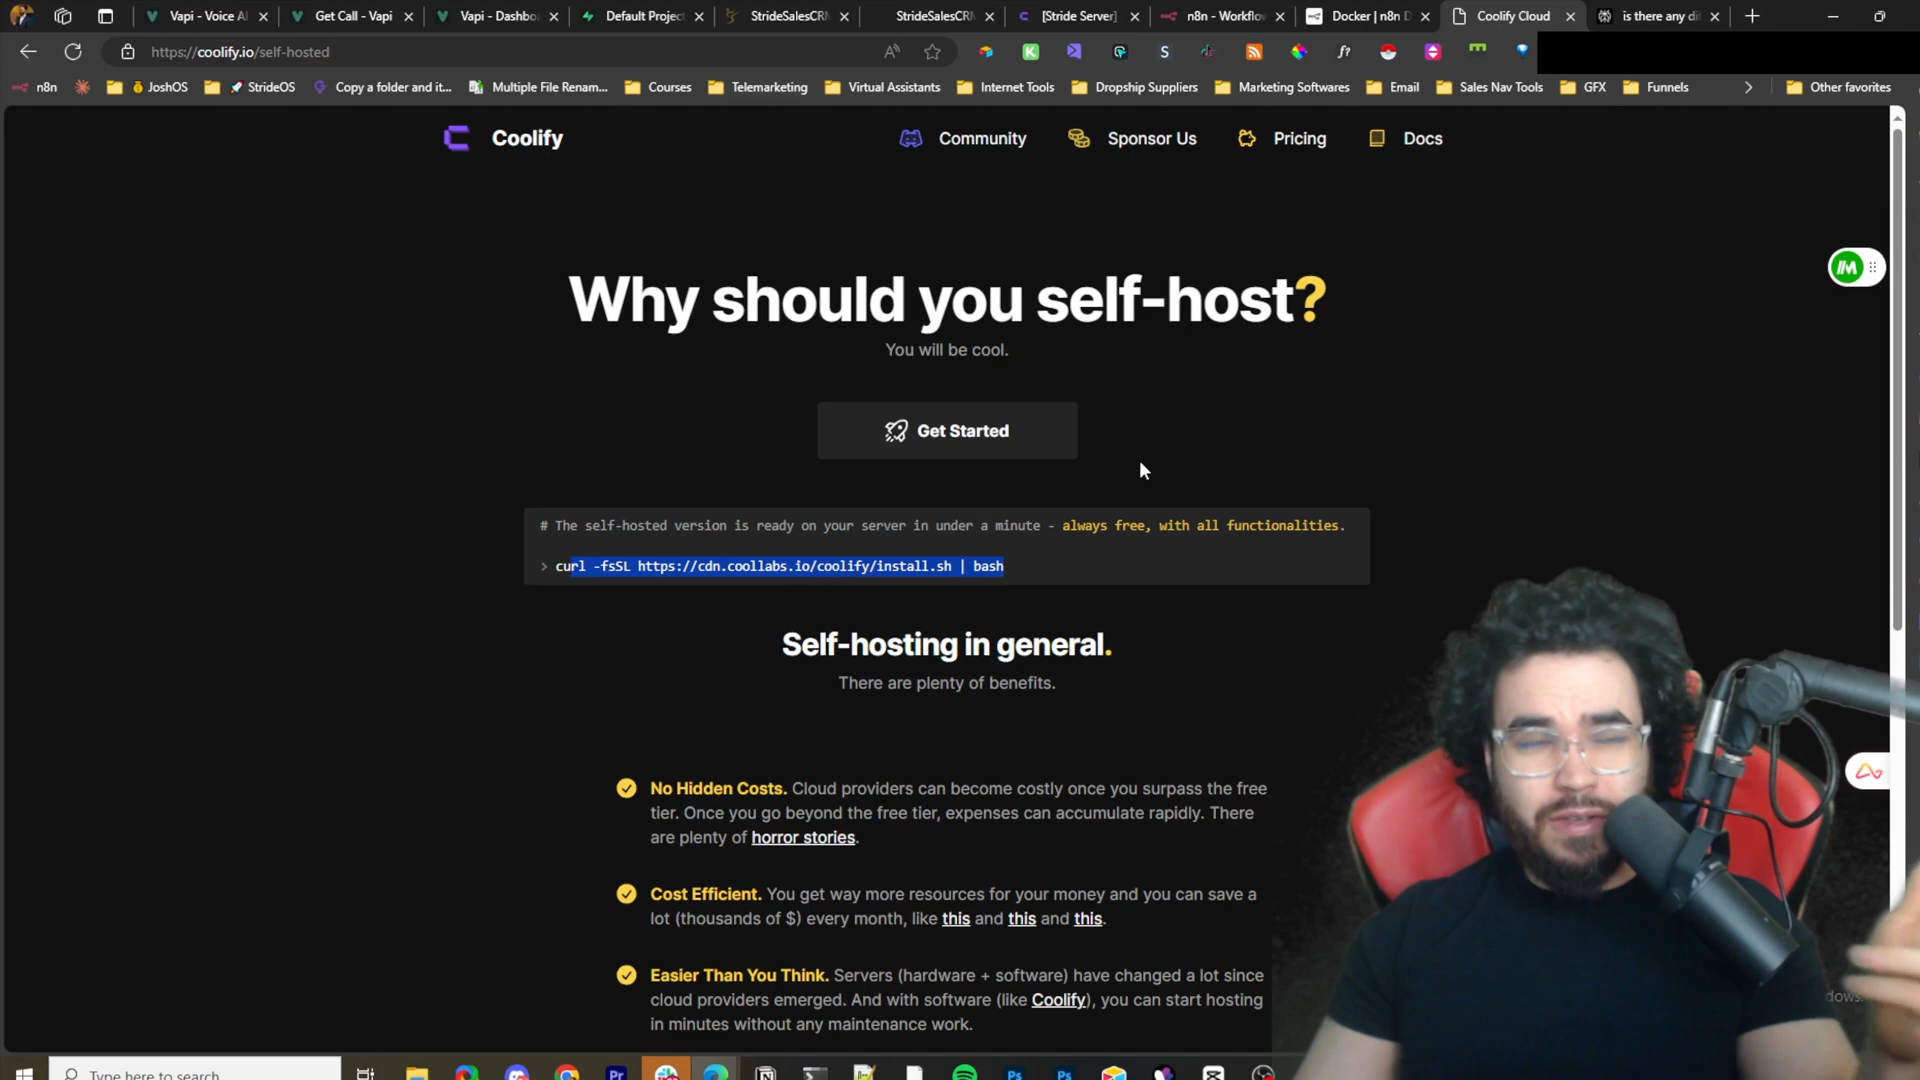 Vapi - Voice AI
Get Call - Vapi
Vapi - Dashbo
Default Project
StrideSalesCRM
StrideSalesCRM
[Stride Server]
n8n - Workflow
Docker | n8n D
Coolify Cloud
is there any di
https://coolify.io/self-hosted
n8n
JoshOS
StrideOS
Copy a folder and it...
Multiple File Renam...
Courses
Telemarketing
Virtual Assistants
Internet Tools
Dropship Suppliers
Marketing Softwares
Email
Sales Nav Tools
GFX
Funnels
Other favorites
Coolify
Community
Sponsor Us
Pricing
Docs
Why should you self-host?
You will be cool.
Get Started
# The self-hosted version is ready on your server in under a minute - always free, with all functionalities.
> curl -fsSL https://cdn.coollabs.io/coolify/install.sh | bash
Self-hosting in general.
There are plenty of benefits.
No Hidden Costs. Cloud providers can become costly once you surpass the free
tier. Once you go beyond the free tier, expenses can accumulate rapidly. There
are plenty of horror stories.
Cost Efficient. You get way more resources for your money and you can save a
lot (thousands of $) every month, like this and this and this.
Easier Than You Think. Servers (hardware + software) have changed a lot since
cloud providers emerged. And with software (like Coolify), you can start hosting
in minutes without any maintenance work.
dows.
Type here to search